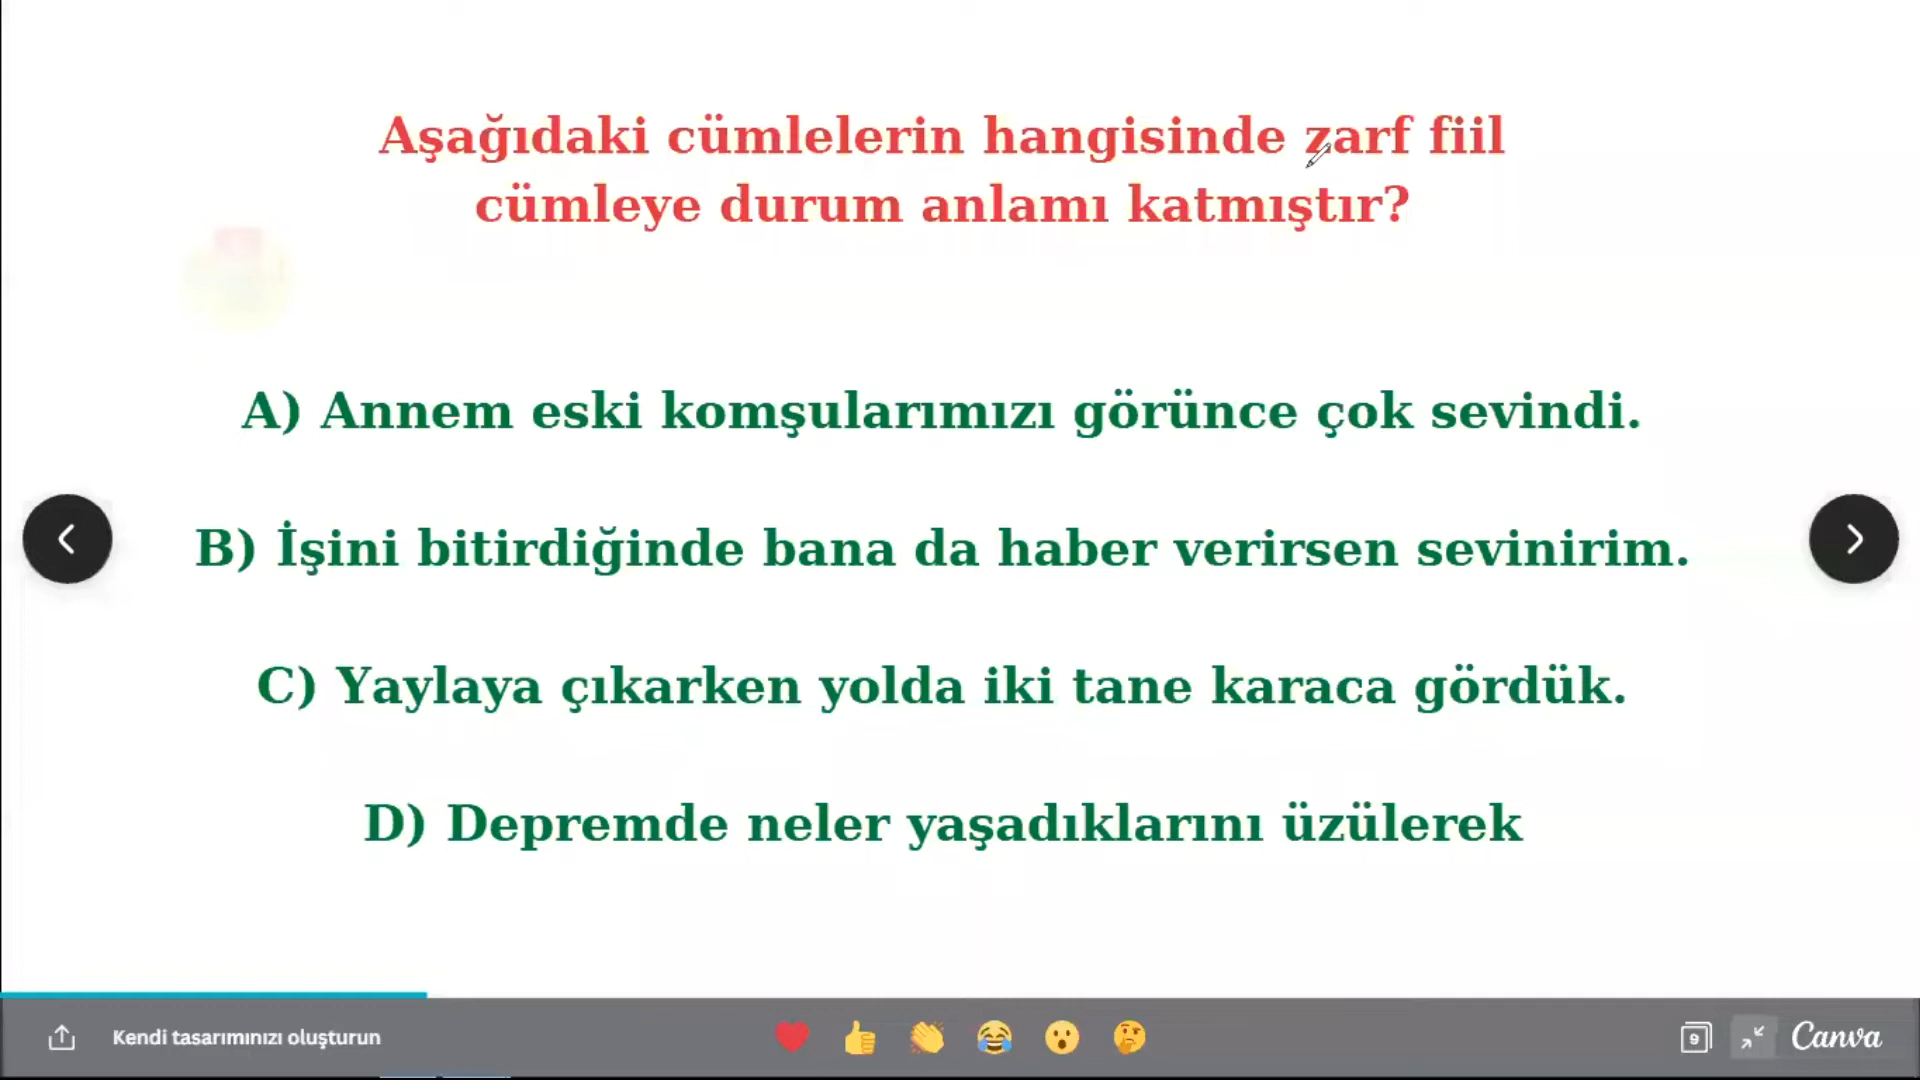 Aşağıdaki cümlelerin hangisinde zarf fiil
cümleye durum anlamı katmıştır?
A) Annem eski komşularımızı görünce çok sevindi.
B) İşini bitirdiğinde bana da haber verirsen sevinirim.
C) Yaylaya çıkarken yolda iki tane karaca gördük.
D) Depremde neler yaşadıklarını üzülerek
Kendi tasarımınızı oluşturun
9
Canva